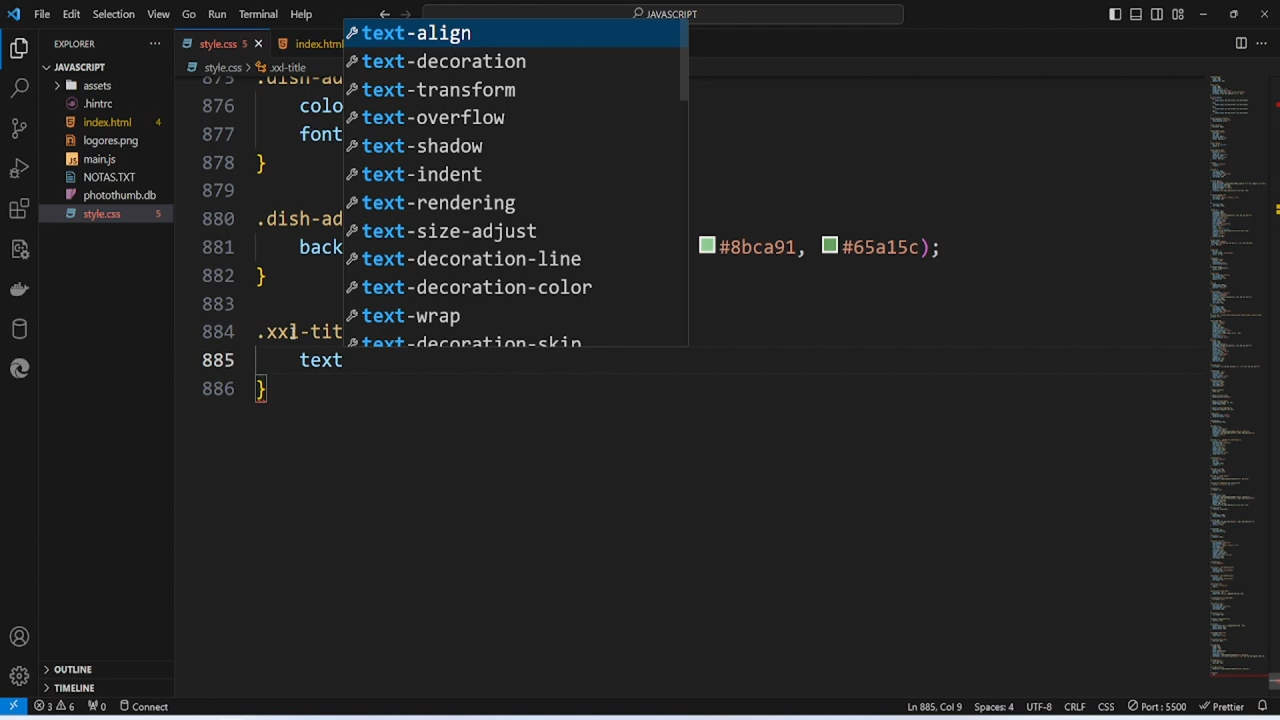 File Edit Selection View Go Run Terminal Help
JAVASCRIPT
EXPLORER
style.css 5
index.html
JAVASCRIPT
style.css > .xxl-title
assets
.hintrc
index.html 4
logores.png
main.js
NOTAS.TXT
photothumb.db
style.css 5
text-align
text-decoration
text-transform
text-overflow
text-shadow
text-indent
text-rendering
text-size-adjust
text-decoration-line
text-decoration-color
text-wrap
text-decoration-skip
875 .dish-ad
876 colo
877 font
878 }
879
880 .dish-ad
881 back #8bca91, #65a15c);
882 }
883
884 .xxl-tit
885 text
886 }
OUTLINE
TIMELINE
3 6 0 Connect Ln 885, Col 9 Spaces: 4 UTF-8 CRLF CSS Port : 5500 Prettier